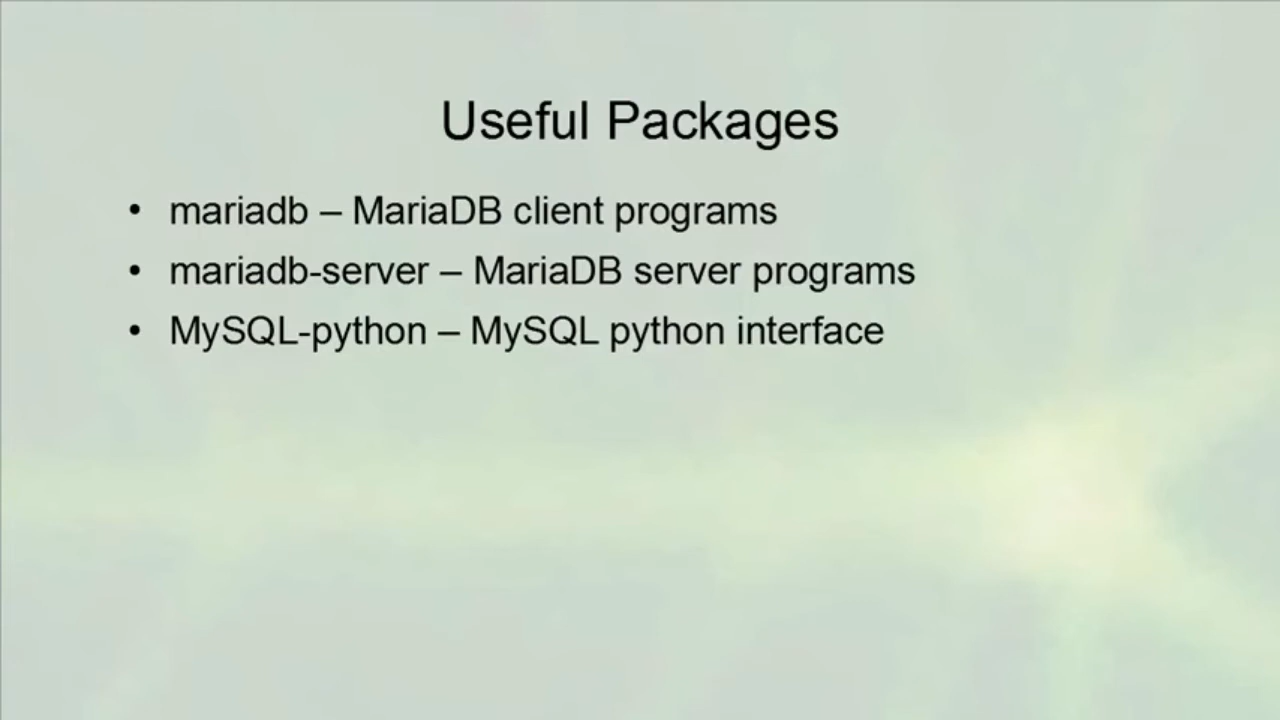 Useful Packages
• mariadb – MariaDB client programs
• mariadb-server – MariaDB server programs
• MySQL-python – MySQL python interface